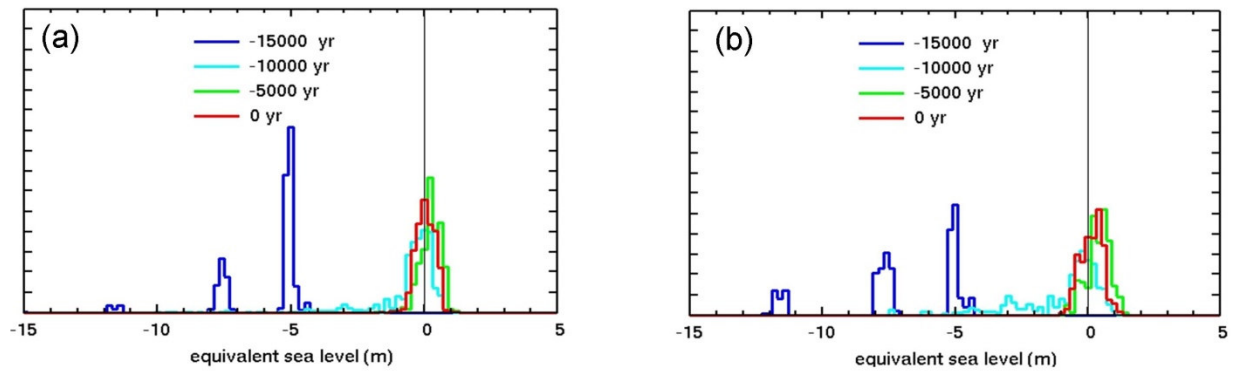 (a)
-15000 yr
-10000 yr
-5000 yr
0 yr
-15 -10 -5 0 5
equivalent sea level (m)
(b)
-15000 yr
-10000 yr
-5000 yr
0 yr
-15 -10 -5 0 5
equivalent sea level (m)